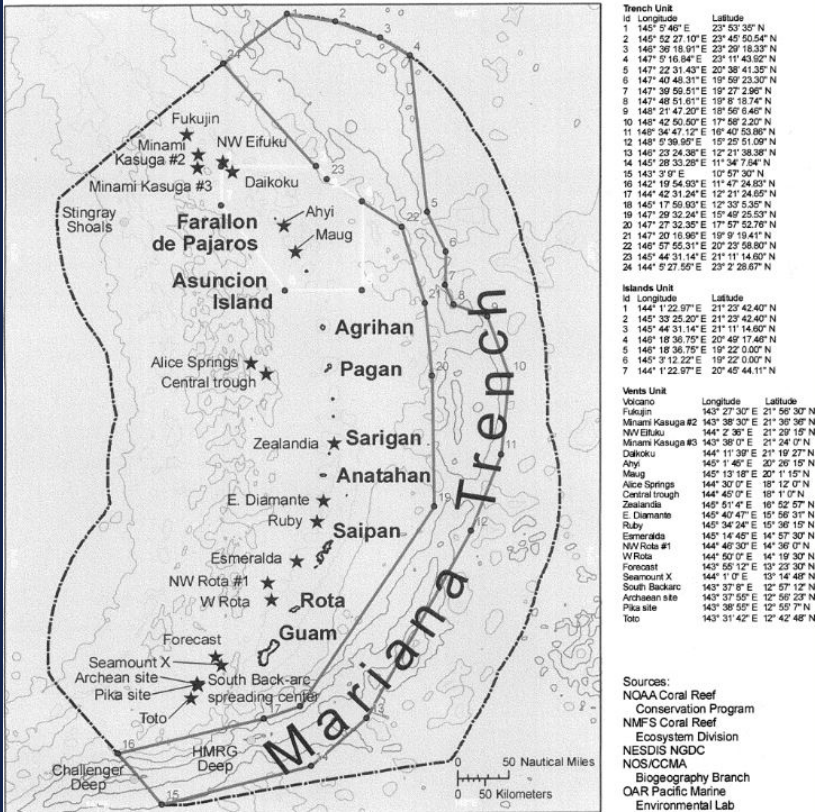 Fukujin
Minami
Kasuga #2
NW Eifuku
Minami Kasuga #3
Daikoku
Stingray
Shoals
Farallon
de Pajaros
Ahyi
Maug
Asuncion
Island
Agrihan
Alice Springs
Central trough
Pagan
Zealandia
Sarigan
Anatahan
E. Diamante
Ruby
Saipan
Esmeralda
NW Rota #1
W Rota
Rota
Guam
Forecast
Seamount X
Archean site
Pika site
South Back-arc
spreading center
Toto
HMRG
Deep
Challenger
Deep
Mariana Trench
0 50 Nautical Miles
0 50 Kilometers
1
2
3
4
24
23
22
5
6
7
8
9
21
20
10
11
19
12
18
17
13
14
16
15
Trench Unit
Id Longitude Latitude
1 145° 5' 46" E 23° 53' 35" N
2 145° 52' 27.10" E 23° 45' 50.54" N
3 146° 36' 18.91" E 23° 29' 18.33" N
4 147° 5' 16.84" E 23° 11' 43.92" N
5 147° 22' 31.43" E 20° 38' 41.35" N
6 147° 40' 48.31" E 19° 59' 23.30" N
7 147° 39' 59.51" E 19° 27' 2.96" N
8 147° 48' 51.61" E 19° 8' 18.74" N
9 148° 21' 47.20" E 18° 56' 6.46" N
10 148° 42' 50.50" E 17° 58' 2.20" N
11 148° 34' 47.12" E 16° 40' 53.86" N
12 148° 5' 39.95" E 15° 25' 51.09" N
13 146° 23' 24.38" E 12° 21' 38.38" N
14 145° 28' 33.28" E 11° 34' 7.64" N
15 143° 3' 9" E 10° 57' 30" N
16 142° 19' 54.93" E 11° 47' 24.83" N
17 144° 42' 31.24" E 12° 21' 24.65" N
18 145° 17' 59.93" E 12° 33' 5.35" N
19 147° 29' 32.24" E 15° 49' 25.53" N
20 147° 27' 32.35" E 17° 57' 52.76" N
21 147° 20' 16.96" E 19° 9' 19.41" N
22 146° 57' 55.31" E 20° 23' 58.80" N
23 145° 44' 31.14" E 21° 11' 14.60" N
24 144° 5' 27.55" E 23° 2' 28.67" N
Islands Unit
Id Longitude Latitude
1 144° 1' 22.97" E 21° 23' 42.40" N
2 145° 33' 25.20" E 21° 23' 42.40" N
3 145° 44' 31.14" E 21° 11' 14.60" N
4 146° 18' 36.75" E 20° 49' 17.46" N
5 146° 18' 36.75" E 19° 22' 0.00" N
6 145° 3' 12.22" E 19° 22' 0.00" N
7 144° 1' 22.97" E 20° 45' 44.11" N
Vents Unit
Volcano Longitude Latitude
Fukujin 143° 27' 30" E 21° 56' 30" N
Minami Kasuga #2 143° 38' 30" E 21° 36' 36" N
NW Eifuku 144° 2' 36" E 21° 29' 15" N
Minami Kasuga #3 143° 38' 0" E 21° 24' 0" N
Daikoku 144° 11' 39" E 21° 19' 27" N
Ahyi 145° 1' 45" E 20° 26' 15" N
Maug 145° 13' 18" E 20° 1' 15" N
Alice Springs 144° 30' 0" E 18° 12' 0" N
Central trough 144° 45' 0" E 18° 1' 0" N
Zealandia 145° 51' 4" E 16° 52' 57" N
E. Diamante 145° 40' 47" E 15° 56' 31" N
Ruby 145° 34' 24" E 15° 36' 15" N
Esmeralda 145° 14' 45" E 14° 57' 30" N
NW Rota #1 144° 46' 30" E 14° 36' 0" N
W Rota 144° 50' 0" E 14° 19' 30" N
Forecast 143° 55' 12" E 13° 23' 30" N
Seamount X 144° 1' 0" E 13° 14' 48" N
South Backarc 143° 37' 8" E 12° 57' 12" N
Archaean site 143° 37' 55" E 12° 56' 23" N
Pika site 143° 38' 55" E 12° 55' 7" N
Toto 143° 31' 42" E 12° 42' 48" N
Sources:
NOAA Coral Reef
Conservation Program
NMFS Coral Reef
Ecosystem Division
NESDIS NGDC
NOS/CCMA
Biogeography Branch
OAR Pacific Marine
Environmental Lab